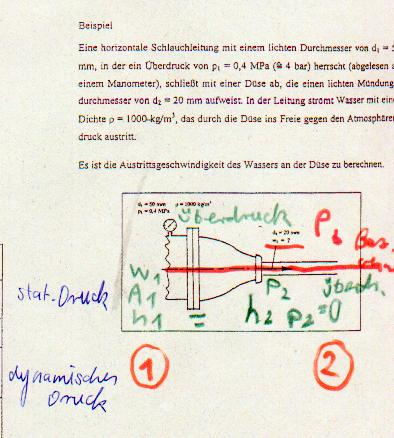 Beispiel
Eine horizontale Schlauchleitung mit einem lichten Durchmesser von d₁ =
mm, in der ein Überdruck von p₁ = 0,4 MPa (≙ 4 bar) herrscht (abgelesen
einem Manometer), schließt mit einer Düse ab, die einen lichten Mündung
durchmesser von d₂ = 20 mm aufweist. In der Leitung strömt Wasser mit
Dichte ρ = 1000-kg/m³, das durch die Düse ins Freie gegen den Atmosphären
druck austritt.
Es ist die Austrittsgeschwindigkeit des Wassers an der Düse zu berechnen.
d₁ = 50 mm ρ = 1000 kg/m³
p₁ = 0,4 MPa
überdruck
d₂ = 20 mm
w₂ = ?
P b
W1
A1
h1
=
P2
h2
p2 = 0
stat. Druck
1
2
dynamischer
Druck